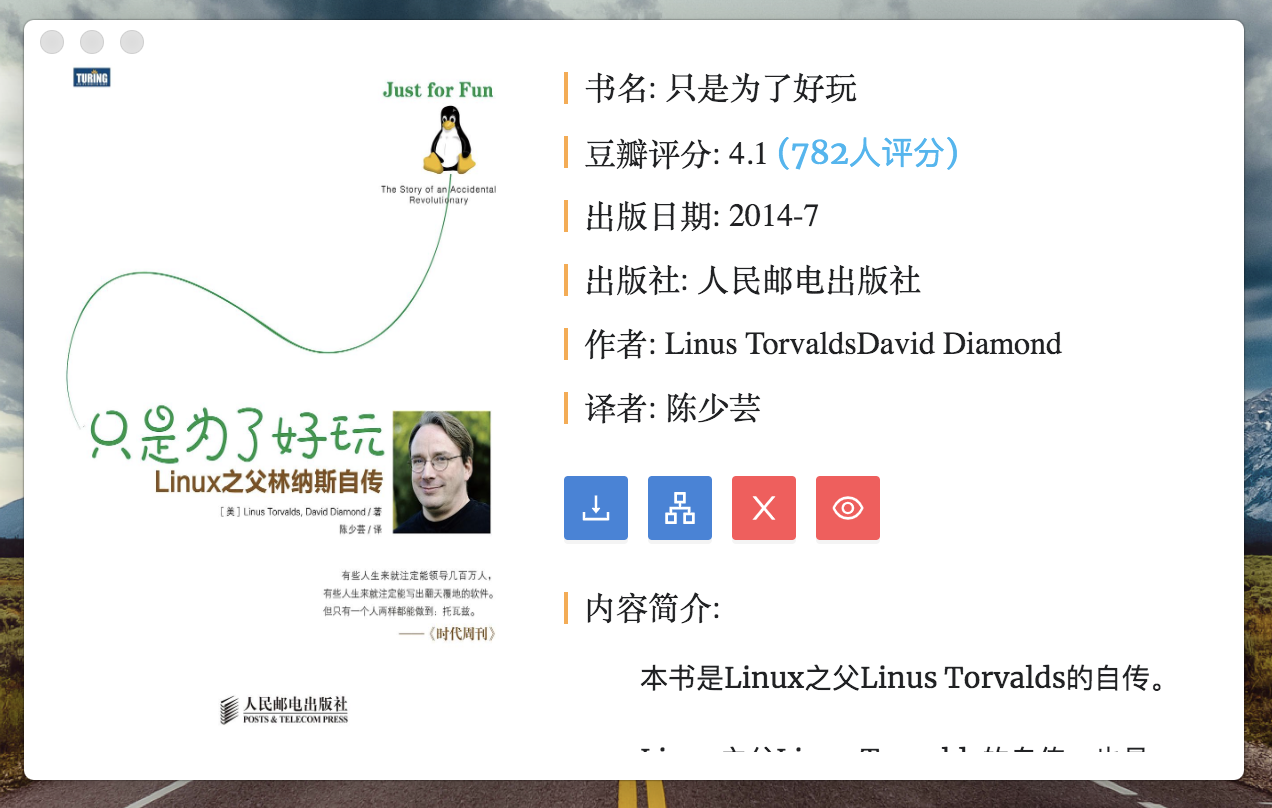 TURING
Just for Fun
The Story of an Accidental
Revolutionary
只是为了好玩
Linux之父林纳斯自传
[美] Linus Torvalds, David Diamond / 著
陈少芸 / 译
有些人生来就注定能领导几百万人，
有些人生来就注定能写出翻天覆地的软件。
但只有一个人两样都能做到：托瓦兹。
——《时代周刊》
人民邮电出版社
POSTS & TELECOM PRESS
书名: 只是为了好玩
豆瓣评分: 4.1 (782人评分)
出版日期: 2014-7
出版社: 人民邮电出版社
作者: Linus TorvaldsDavid Diamond
译者: 陈少芸
内容简介:
本书是Linux之父Linus Torvalds的自传。